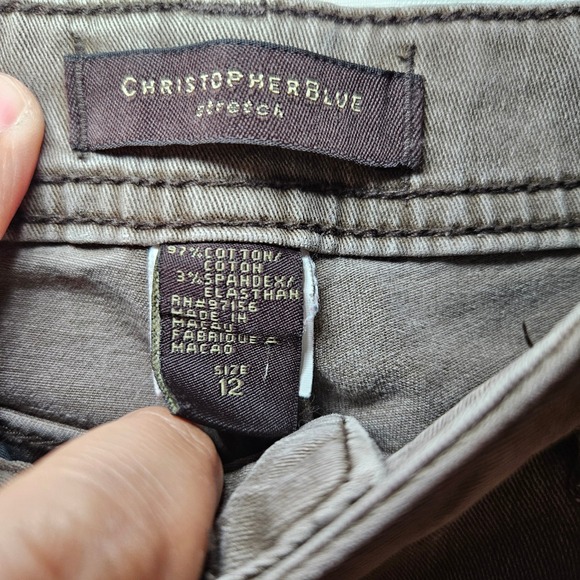 CHRISTOPHERBLUE
stretch
97% COTTON/
COTON
3% SPANDEX/
ELASTHAN
RN#97156
MADE IN
MACAU
FABRIQUE A
MACAO
SIZE
12